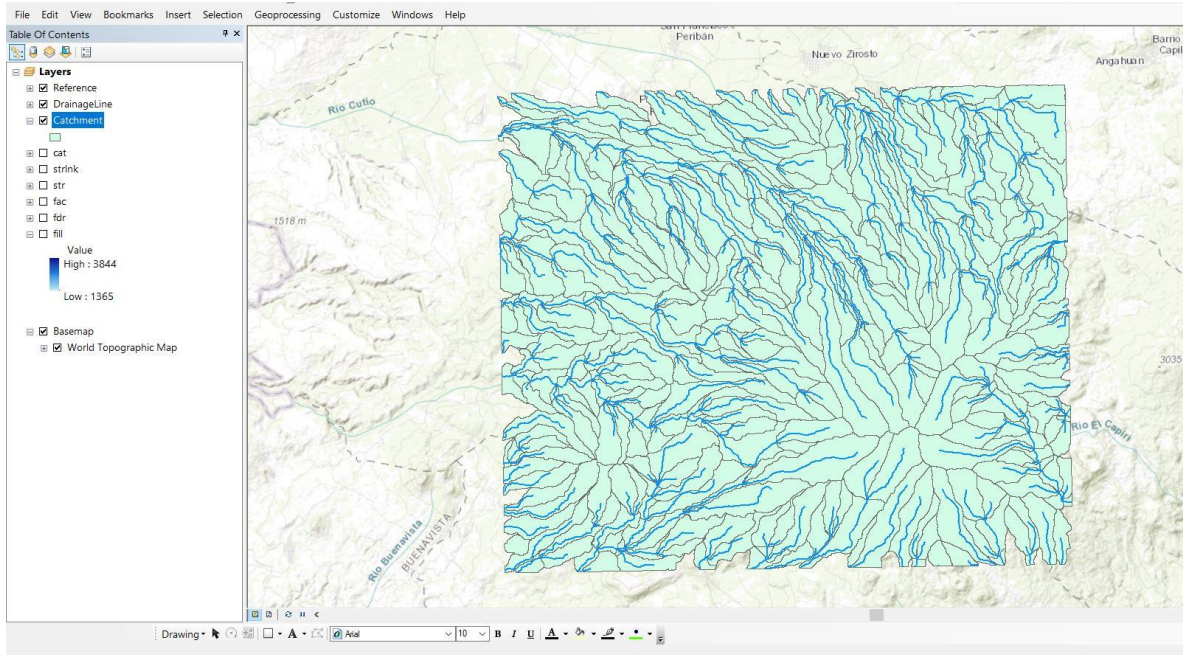 File Edit View Bookmarks Insert Selection Geoprocessing Customize Windows Help
Table Of Contents
Layers
Reference
DrainageLine
Catchment
cat
strlnk
str
fac
fdr
fill
Value
High : 3844
Low : 1365
Basemap
World Topographic Map
Peribán
Nuevo Zirosto
Barrio
Capil
Angahuan
Rio Cutio
1518 m
3035
Rio El Capiri
Rio Buenavista
BUENAVISTA
Drawing A Arial 10 B I U A